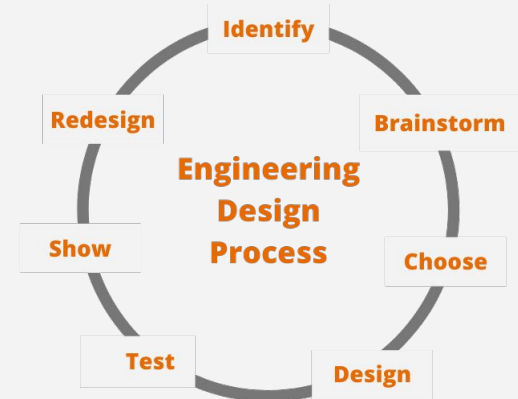 Identify
Brainstorm
Choose
Design
Test
Show
Redesign
Engineering
Design
Process